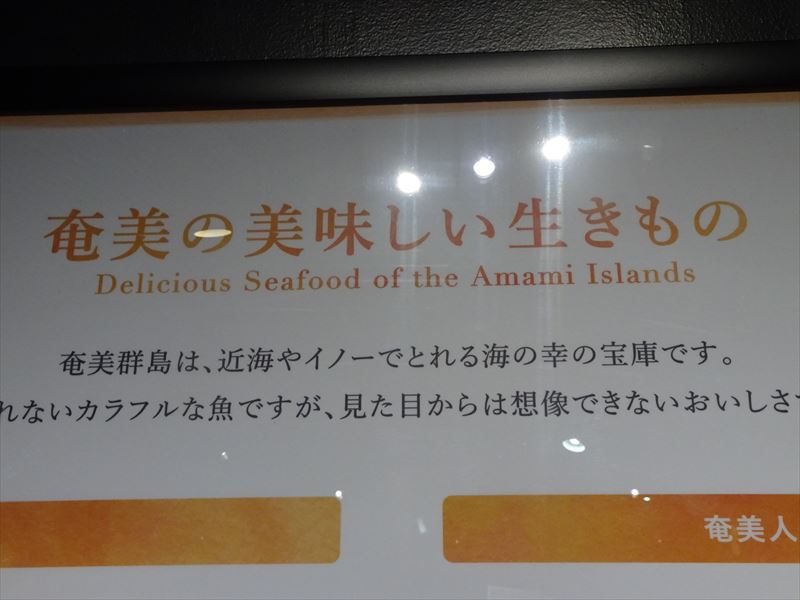 奄美の美味しい生きもの
Delicious Seafood of the Amami Islands
奄美群島は、近海やイノーでとれる海の幸の宝庫です。
れないカラフルな魚ですが、見た目からは想像できないおいしさ
奄美人